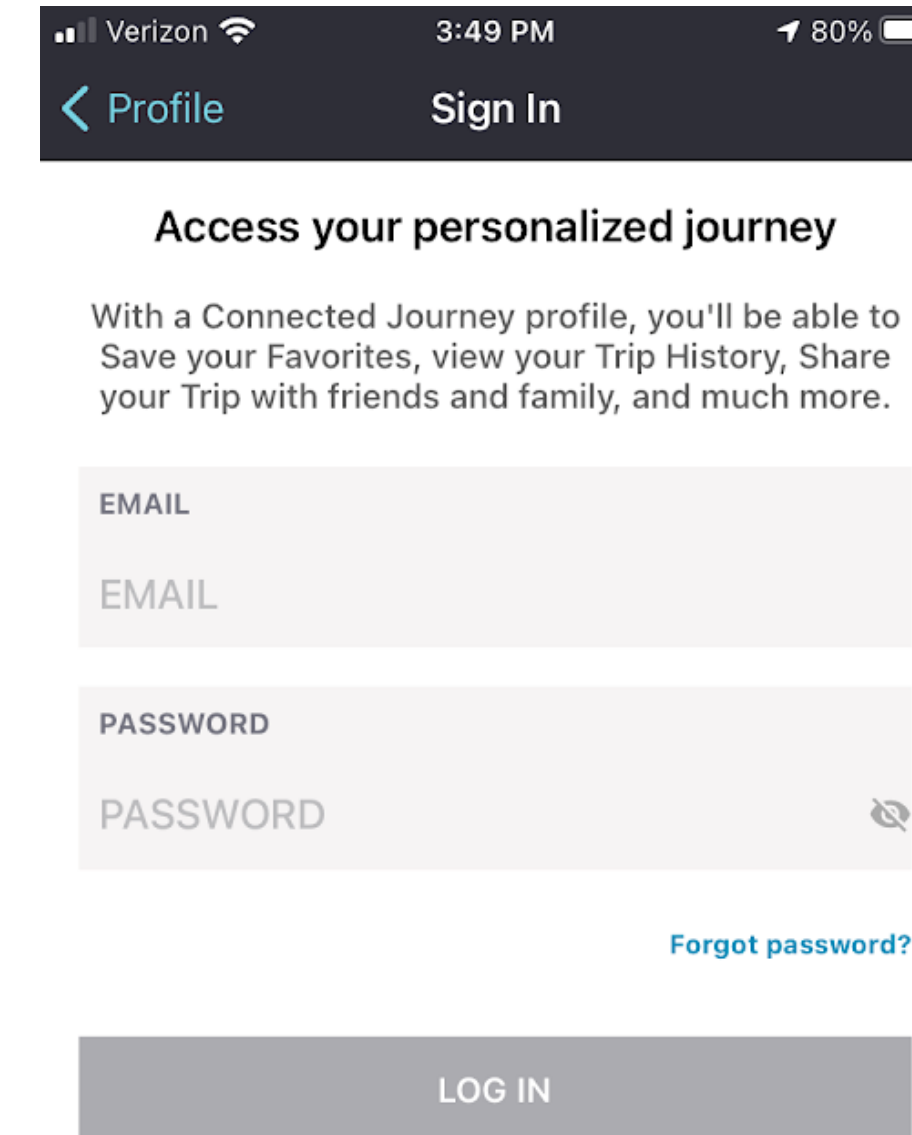 Verizon 3:49 PM 80%
Profile Sign In
Access your personalized journey
With a Connected Journey profile, you'll be able to
Save your Favorites, view your Trip History, Share
your Trip with friends and family, and much more.
EMAIL
EMAIL
PASSWORD
PASSWORD
Forgot password?
LOG IN